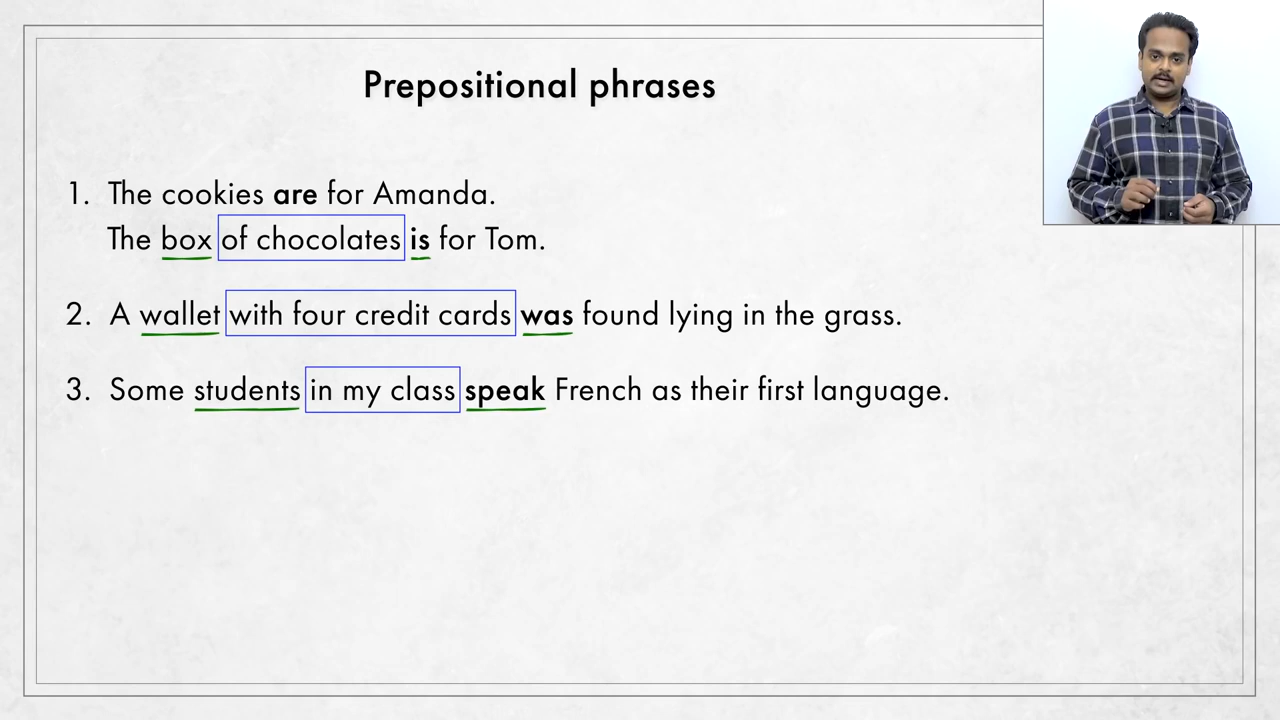 Prepositional phrases
1. The cookies are for Amanda.
The box of chocolates is for Tom.
2. A wallet with four credit cards was found lying in the grass.
3. Some students in my class speak French as their first language.